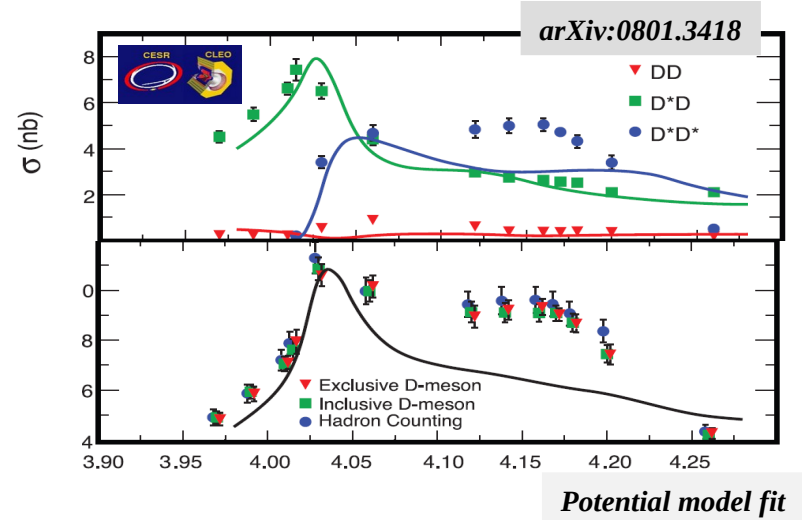 arXiv:0801.3418
CESR CLEO
8
6
4
2
σ (nb)
DD
D*D
D*D*
0
8
6
4
Exclusive D-meson
Inclusive D-meson
Hadron Counting
3.90 3.95 4.00 4.05 4.10 4.15 4.20 4.25
Potential model fit